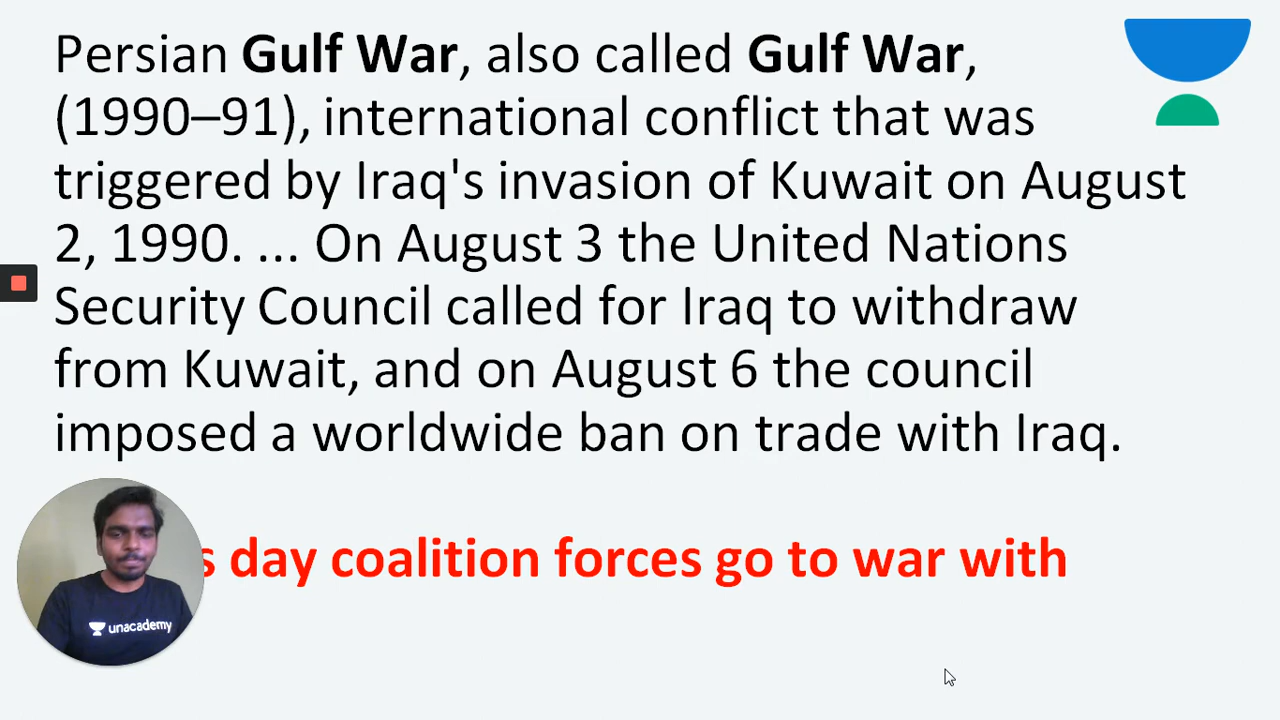 Persian Gulf War, also called Gulf War,
(1990–91), international conflict that was
triggered by Iraq's invasion of Kuwait on August
2, 1990. ... On August 3 the United Nations
Security Council called for Iraq to withdraw
from Kuwait, and on August 6 the council
imposed a worldwide ban on trade with Iraq.
day coalition forces go to war with
unacademy